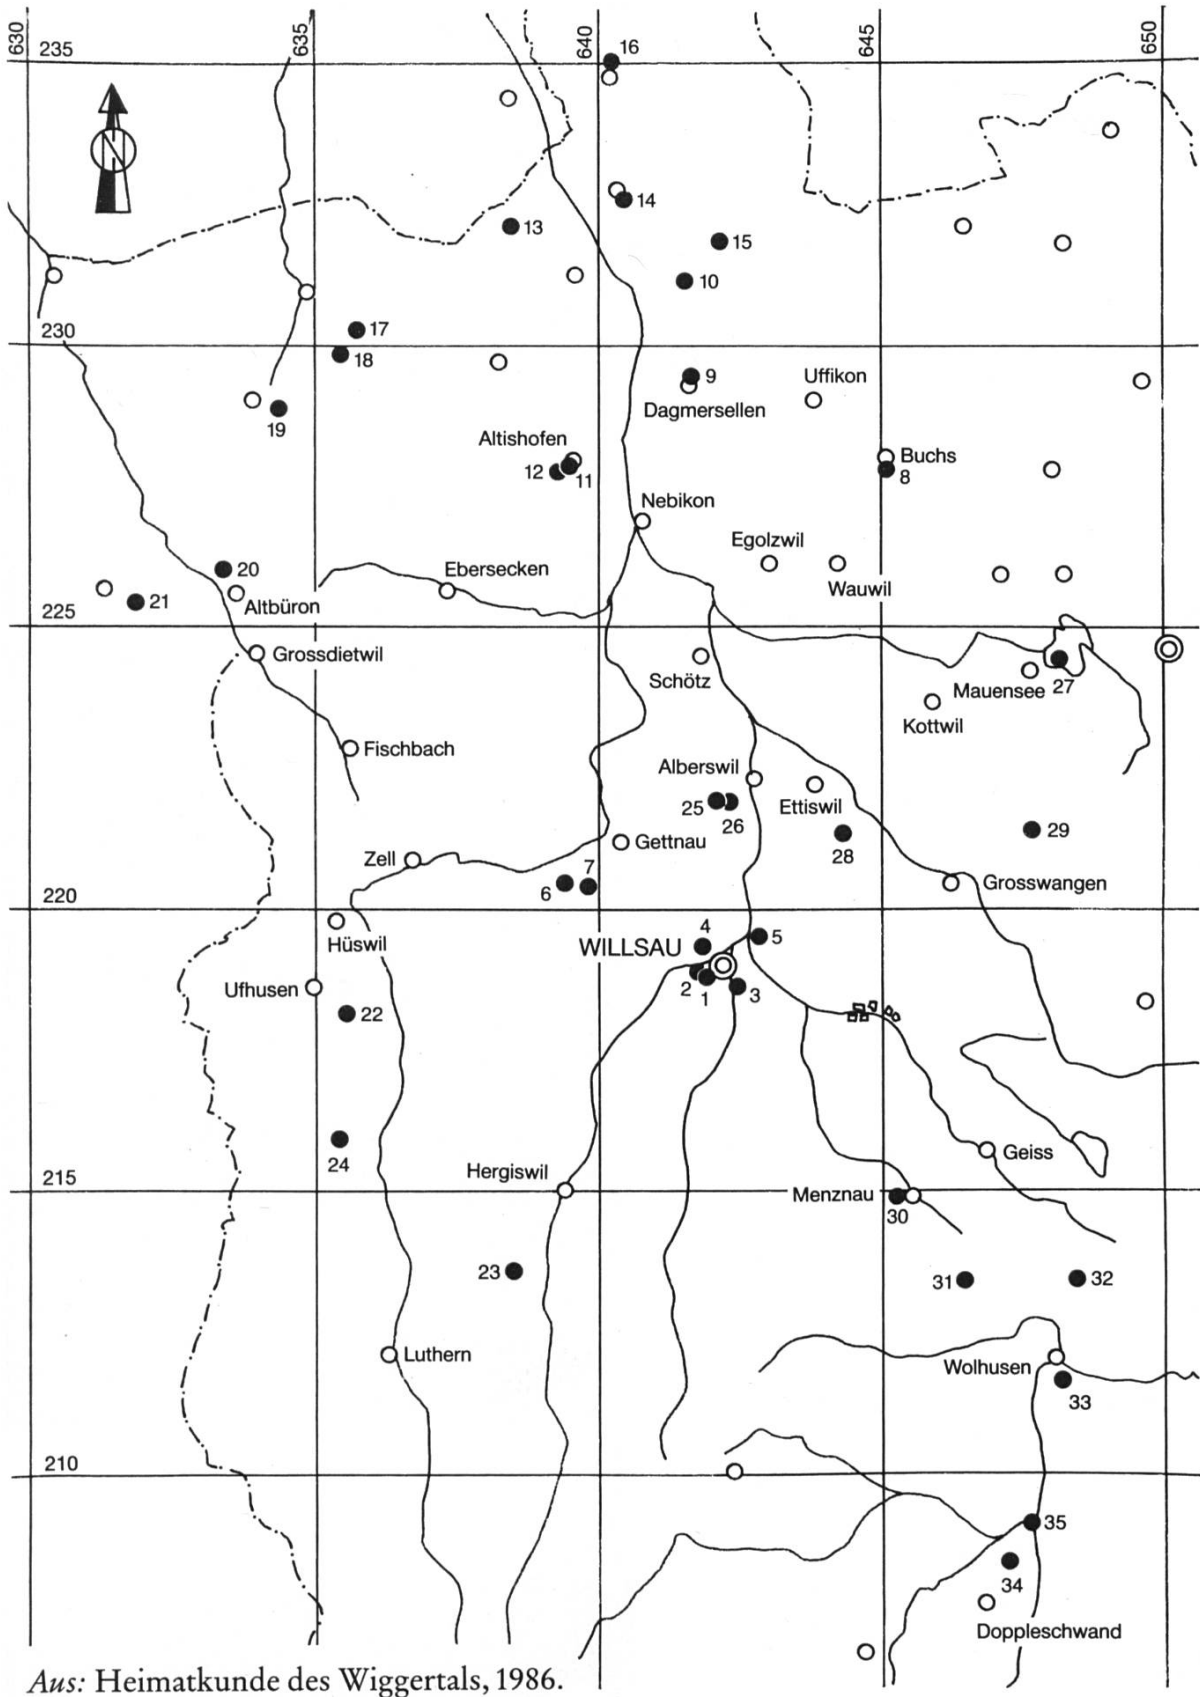 630
635
640
645
650
235
16
N
14
13
15
10
230
17
18
9
Uffikon
Dagmersellen
19
Altishofen
12
11
Buchs
8
Nebikon
Egolzwil
Wauwil
20
Ebersecken
21
Altbüron
225
Grossdietwil
Schötz
Mauensee
27
Kottwil
Fischbach
Alberswil
25
26
Ettiswil
28
29
Gettnau
Zell
7
6
Grosswangen
220
4
5
WILLSAU
Hüswil
2
1
3
Ufhusen
22
24
Geiss
Hergiswil
215
Menznau
30
23
31
32
Luthern
Wolhusen
33
210
35
34
Doppleschwand
Aus: Heimatkunde des Wiggertals, 1986.